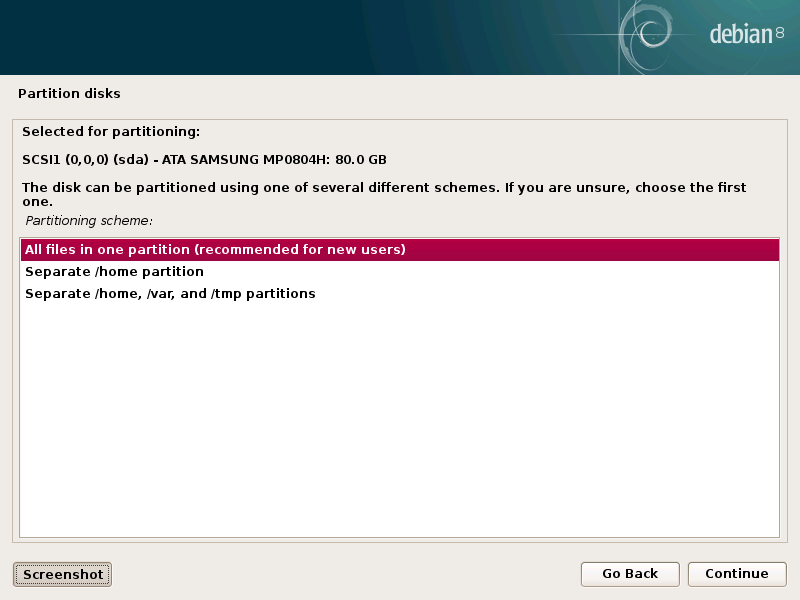 debian 8
Partition disks
Selected for partitioning:
SCSI1 (0,0,0) (sda) - ATA SAMSUNG MP0804H: 80.0 GB
The disk can be partitioned using one of several different schemes. If you are unsure, choose the first
one.
Partitioning scheme:
All files in one partition (recommended for new users)
Separate /home partition
Separate /home, /var, and /tmp partitions
Screenshot
Go Back
Continue